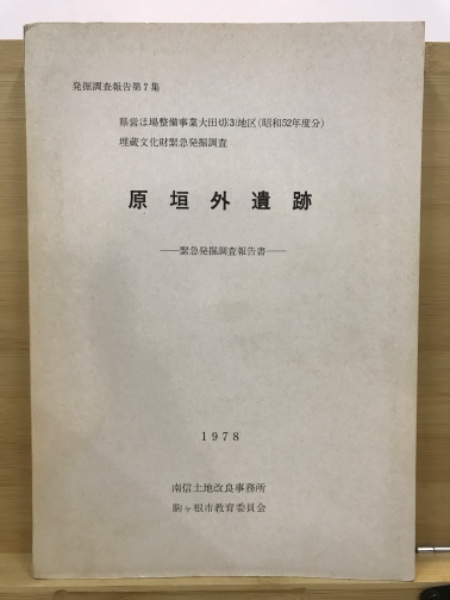 発掘調査報告第7集
県営ほ場整備事業大田切(3)地区(昭和52年度分)
埋蔵文化財緊急発掘調査
原垣外遺跡
――緊急発掘調査報告書――
1978
南信土地改良事務所
駒ヶ根市教育委員会